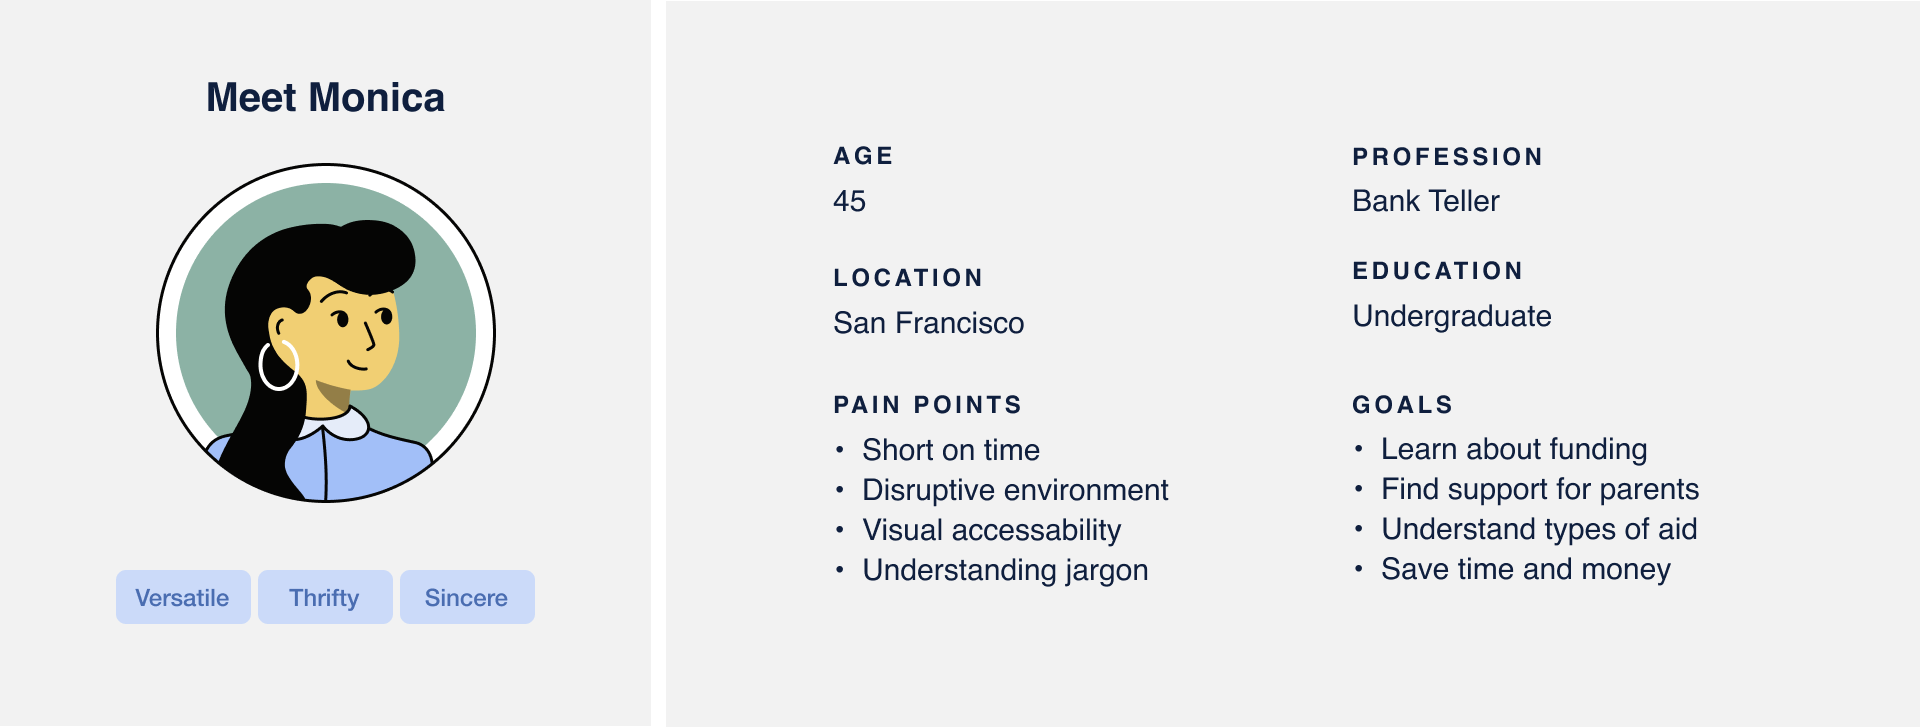 Meet Monica
Versatile
Thrifty
Sincere
AGE
45
LOCATION
San Francisco
PAIN POINTS
• Short on time
• Disruptive environment
• Visual accessability
• Understanding jargon
PROFESSION
Bank Teller
EDUCATION
Undergraduate
GOALS
• Learn about funding
• Find support for parents
• Understand types of aid
• Save time and money